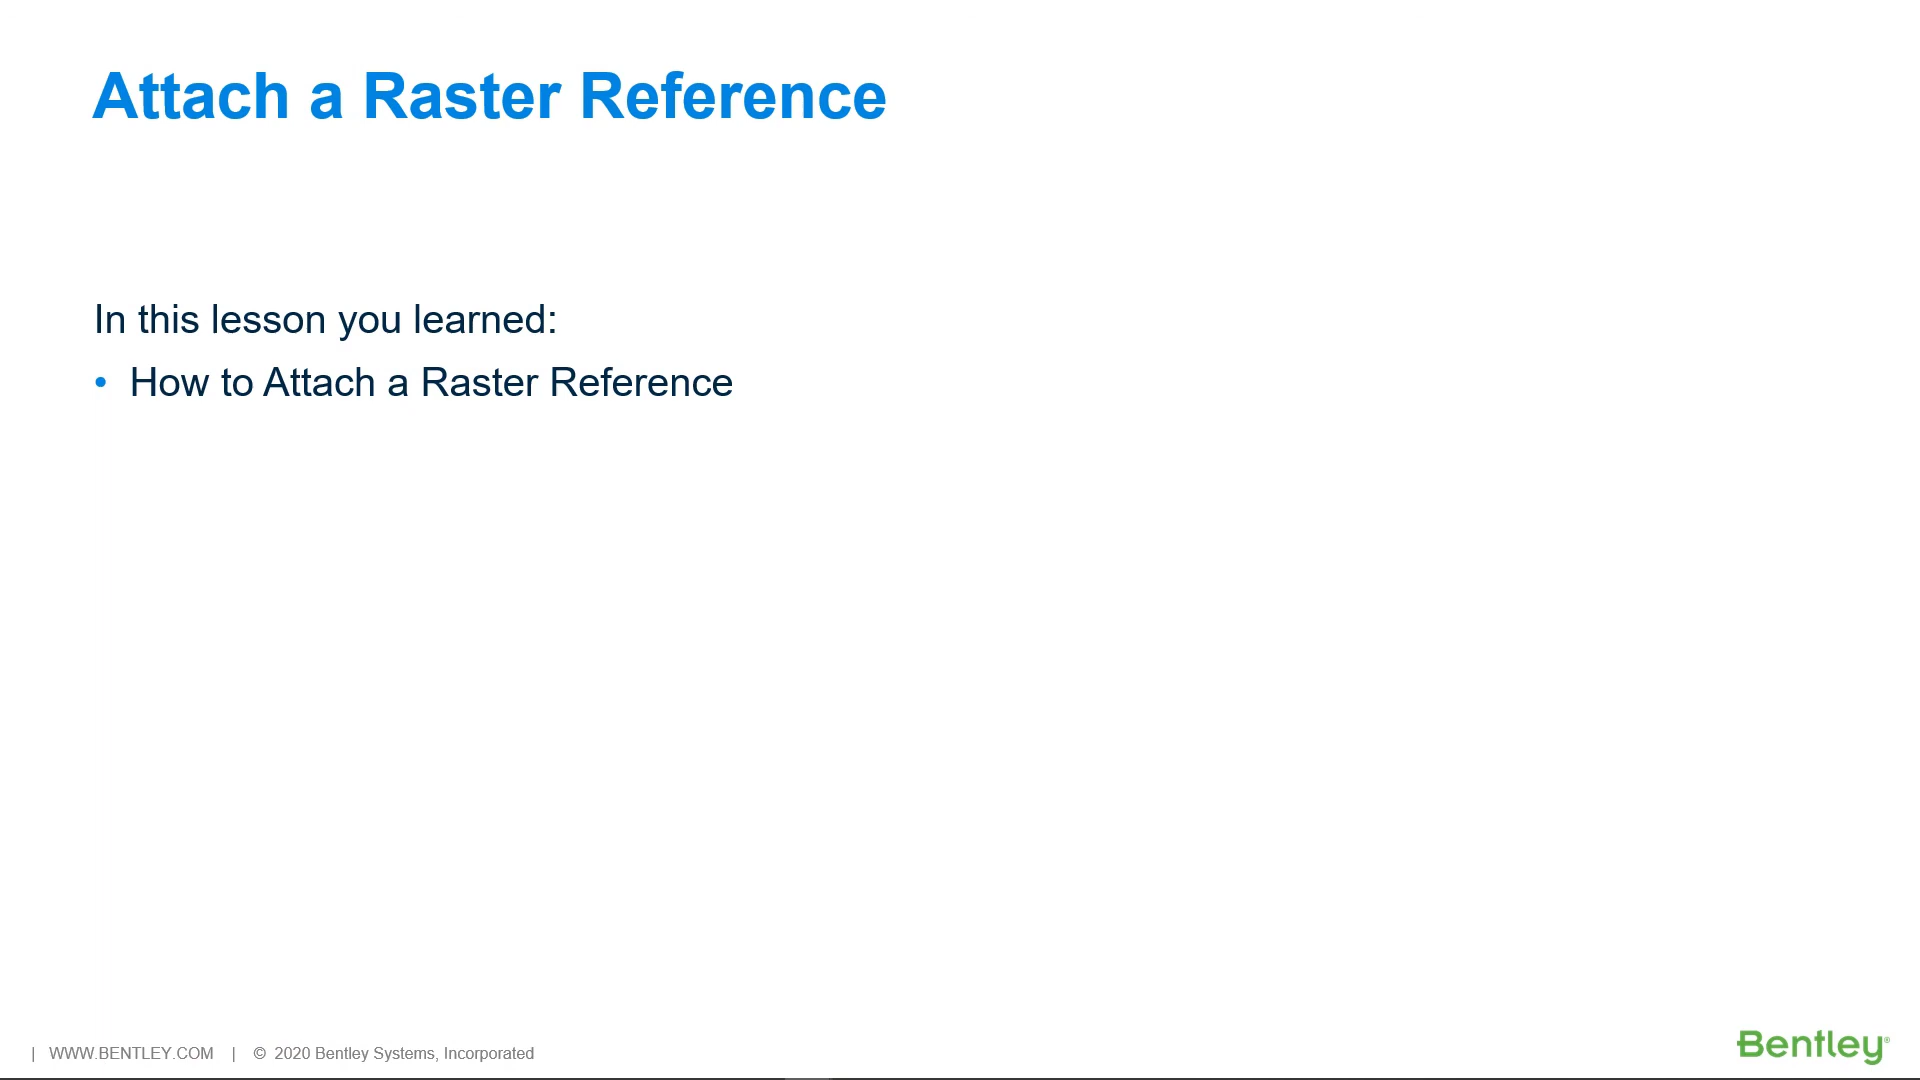 Attach a Raster Reference
In this lesson you learned:
• How to Attach a Raster Reference
| WWW.BENTLEY.COM | © 2020 Bentley Systems, Incorporated
Bentley®